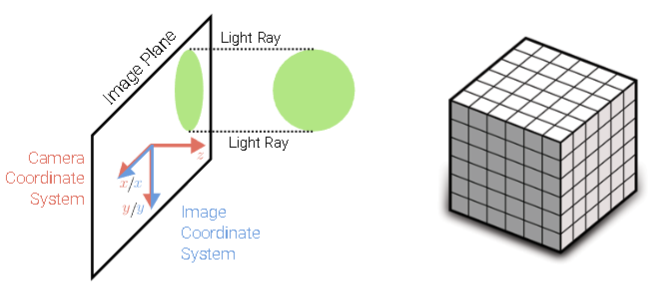 Light Ray
Image Plane
Light Ray
Camera
Coordinate
System
z
x/x
y/y
Image
Coordinate
System